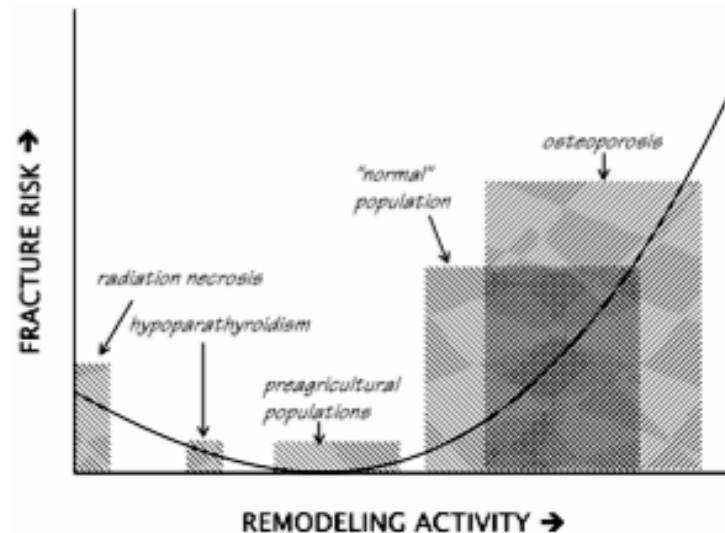 osteoporosis
"normal"
population
radiation necrosis
hypoparathyroidism
preagricultural
populations
FRACTURE RISK →
REMODELING ACTIVITY →